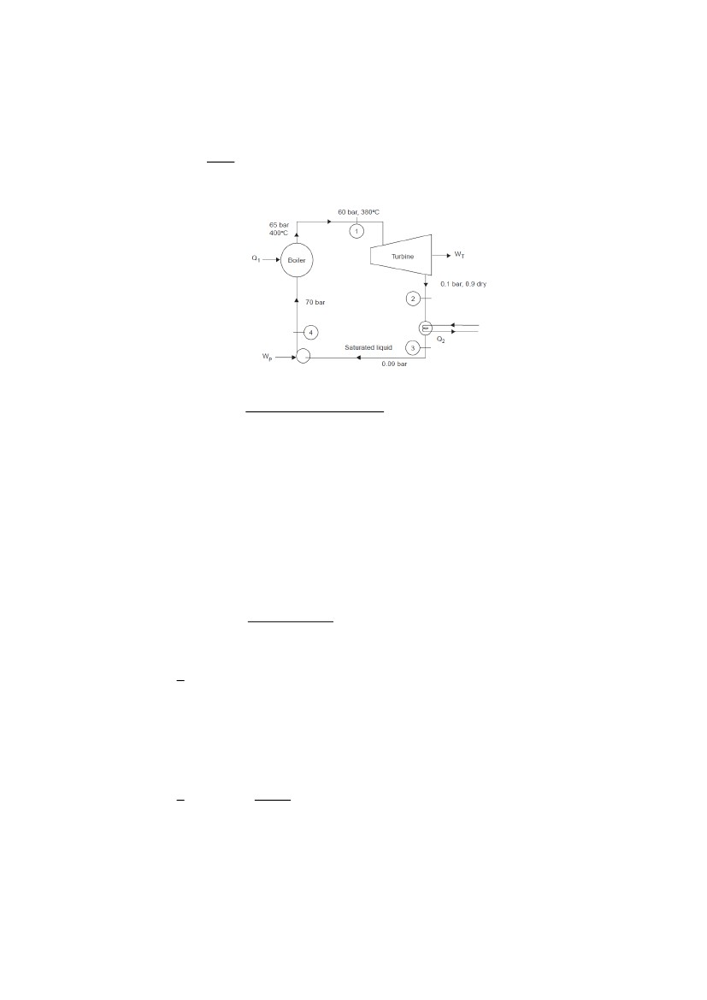 60 bar, 380°C
65 bar
400°C
1
Q1
Boiler
Turbine
WT
0.1 bar, 0.9 dry
2
70 bar
4
Q2
Saturated liquid
3
WP
0.09 bar